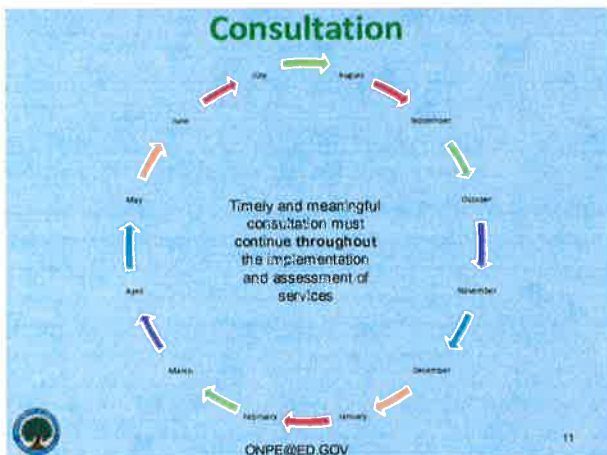 Consultation
July
August
September
October
November
December
January
February
March
April
May
June
Timely and meaningful
consultation must
continue throughout
the implementation
and assessment of
services
ONPE@ED.GOV
11